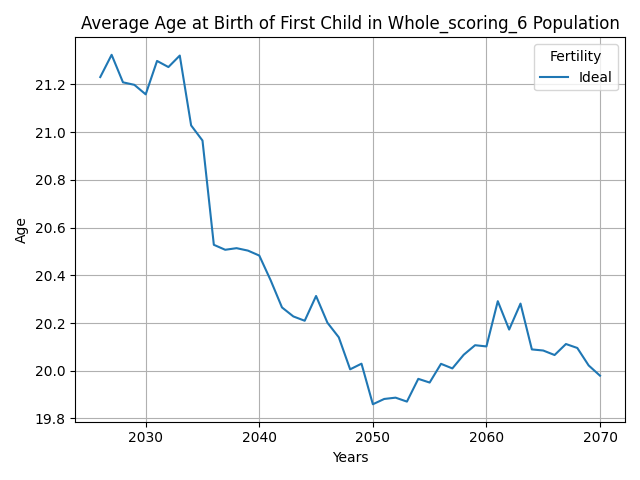 Average Age at Birth of First Child in Whole_scoring_6 Population
Fertility
Ideal
21.2
21.0
20.8
20.6
20.4
20.2
20.0
19.8
Age
2030 2040 2050 2060 2070
Years